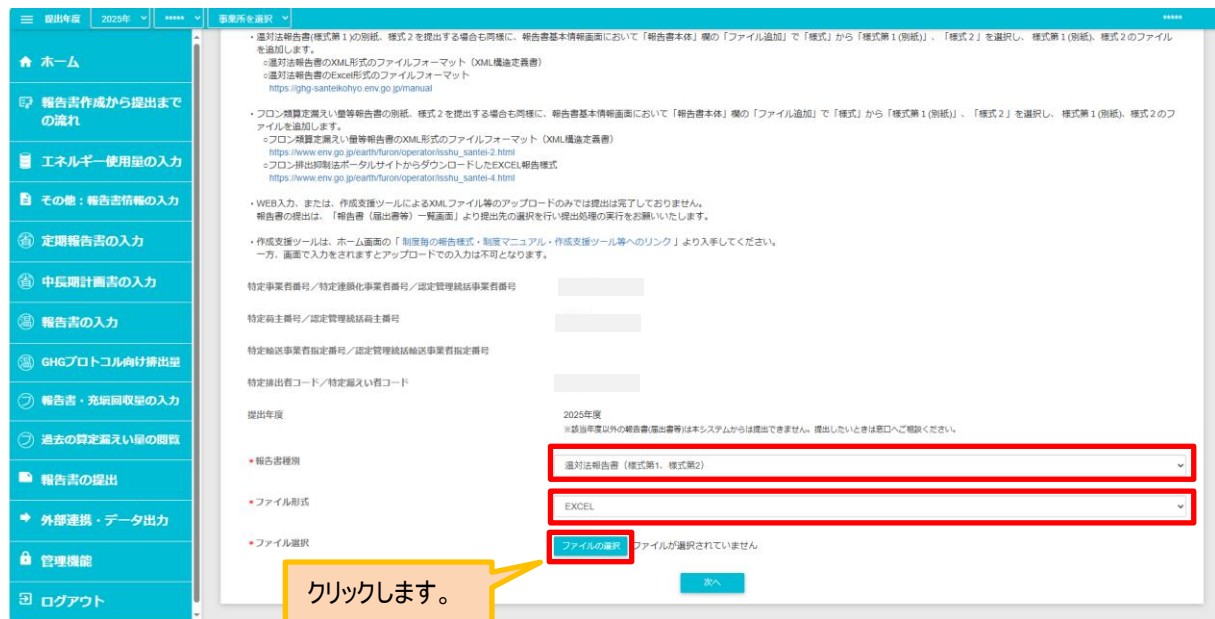 提出年度 2025年 ***** 事業所を選択 *****
ホーム
報告書作成から提出まで
の流れ
エネルギー使用量の入力
その他：報告書情報の入力
定期報告書の入力
中長期計画書の入力
報告書の入力
GHGプロトコル向け排出量
報告書・充填回収量の入力
過去の算定漏えい量の閲覧
報告書の提出
外部連携・データ出力
管理機能
ログアウト
・温対法報告書(様式第１)の別紙、様式２を提出する場合も同様に、報告書基本情報画面において「報告書本体」欄の「ファイル追加」で「様式」から「様式第１(別紙)」、「様式２」を選択し、様式第１(別紙)、様式２のファイル
を追加します。
○温対法報告書のXML形式のファイルフォーマット（XML構造定義書）
○温対法報告書のExcel形式のファイルフォーマット
https://ghg-santeikohyo.env.go.jp/manual
・フロン類算定漏えい量等報告書の別紙、様式２を提出する場合も同様に、報告書基本情報画面において「報告書本体」欄の「ファイル追加」で「様式」から「様式第１(別紙)」、「様式２」を選択し、様式第１(別紙)、様式２のフ
ァイルを追加します。
○フロン類算定漏えい量等報告書のXML形式のファイルフォーマット（XML構造定義書）
https://www.env.go.jp/earth/furon/operator/isshu_santei-2.html
○フロン排出抑制法ポータルサイトからダウンロードしたEXCEL報告様式
https://www.env.go.jp/earth/furon/operator/isshu_santei-4.html
・WEB入力、または、作成支援ツールによるXMLファイル等のアップロードのみでは提出は完了しておりません。
報告書の提出は、「報告書（届出書等）一覧画面」より提出先の選択を行い提出処理の実行をお願いいたします。
・作成支援ツールは、ホーム画面の「 制度毎の報告様式・制度マニュアル・作成支援ツール等へのリンク 」より入手してください。
一方、画面で入力をされますとアップロードでの入力は不可となります。
特定事業者番号／特定連鎖化事業者番号／認定管理統括事業者番号
特定荷主番号／認定管理統括荷主番号
特定輸送事業者指定番号／認定管理統括輸送事業者指定番号
特定排出者コード／特定漏えい者コード
提出年度 2025年度
※該当年度以外の報告書(届出書等)は本システムからは提出できません。提出したいときは窓口へご相談ください。
*報告書種別 温対法報告書（様式第1、様式第2）
*ファイル形式 EXCEL
*ファイル選択 ファイルの選択 ファイルが選択されていません
次へ
クリックします。